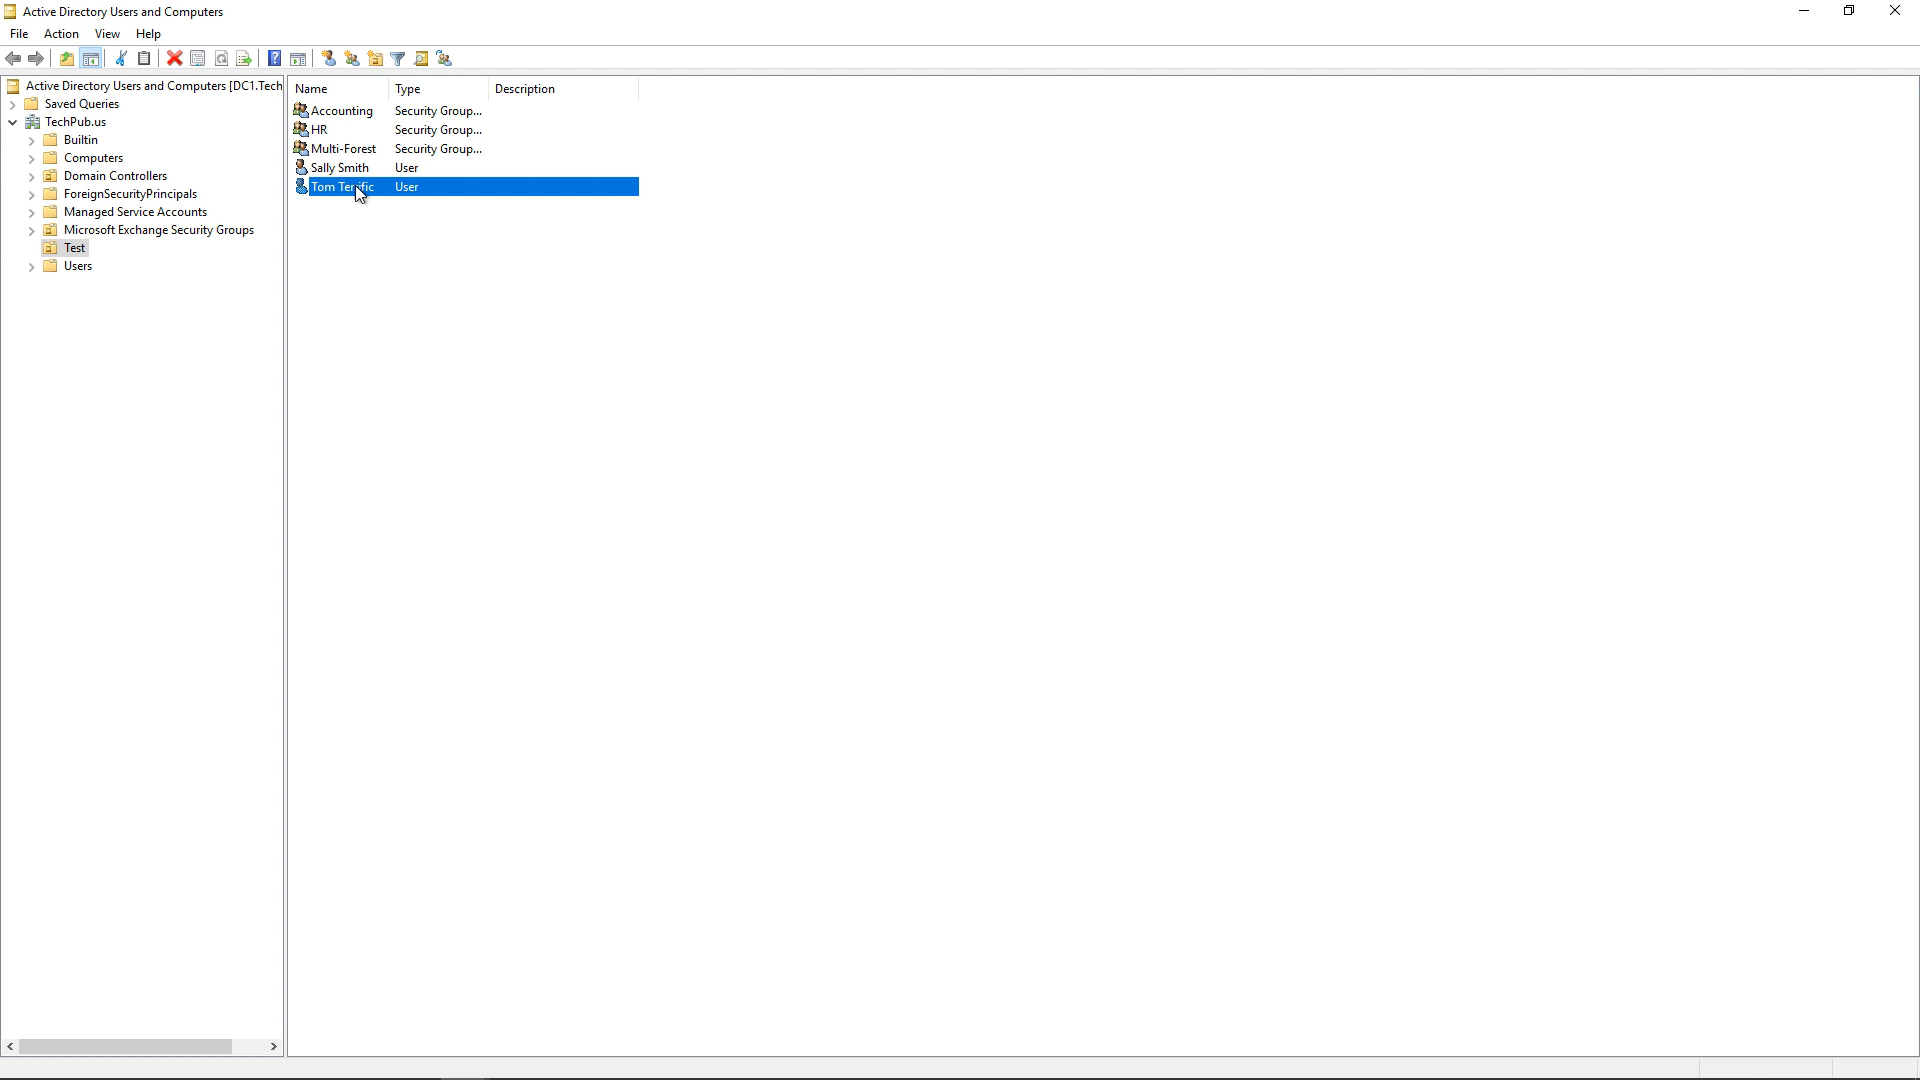 Active Directory Users and Computers
File Action View Help
Active Directory Users and Computers [DC1.Tech
Saved Queries
TechPub.us
Builtin
Computers
Domain Controllers
ForeignSecurityPrincipals
Managed Service Accounts
Microsoft Exchange Security Groups
Test
Users
Name Type Description
Accounting Security Group...
HR Security Group...
Multi-Forest Security Group...
Sally Smith User
Tom Terrific User